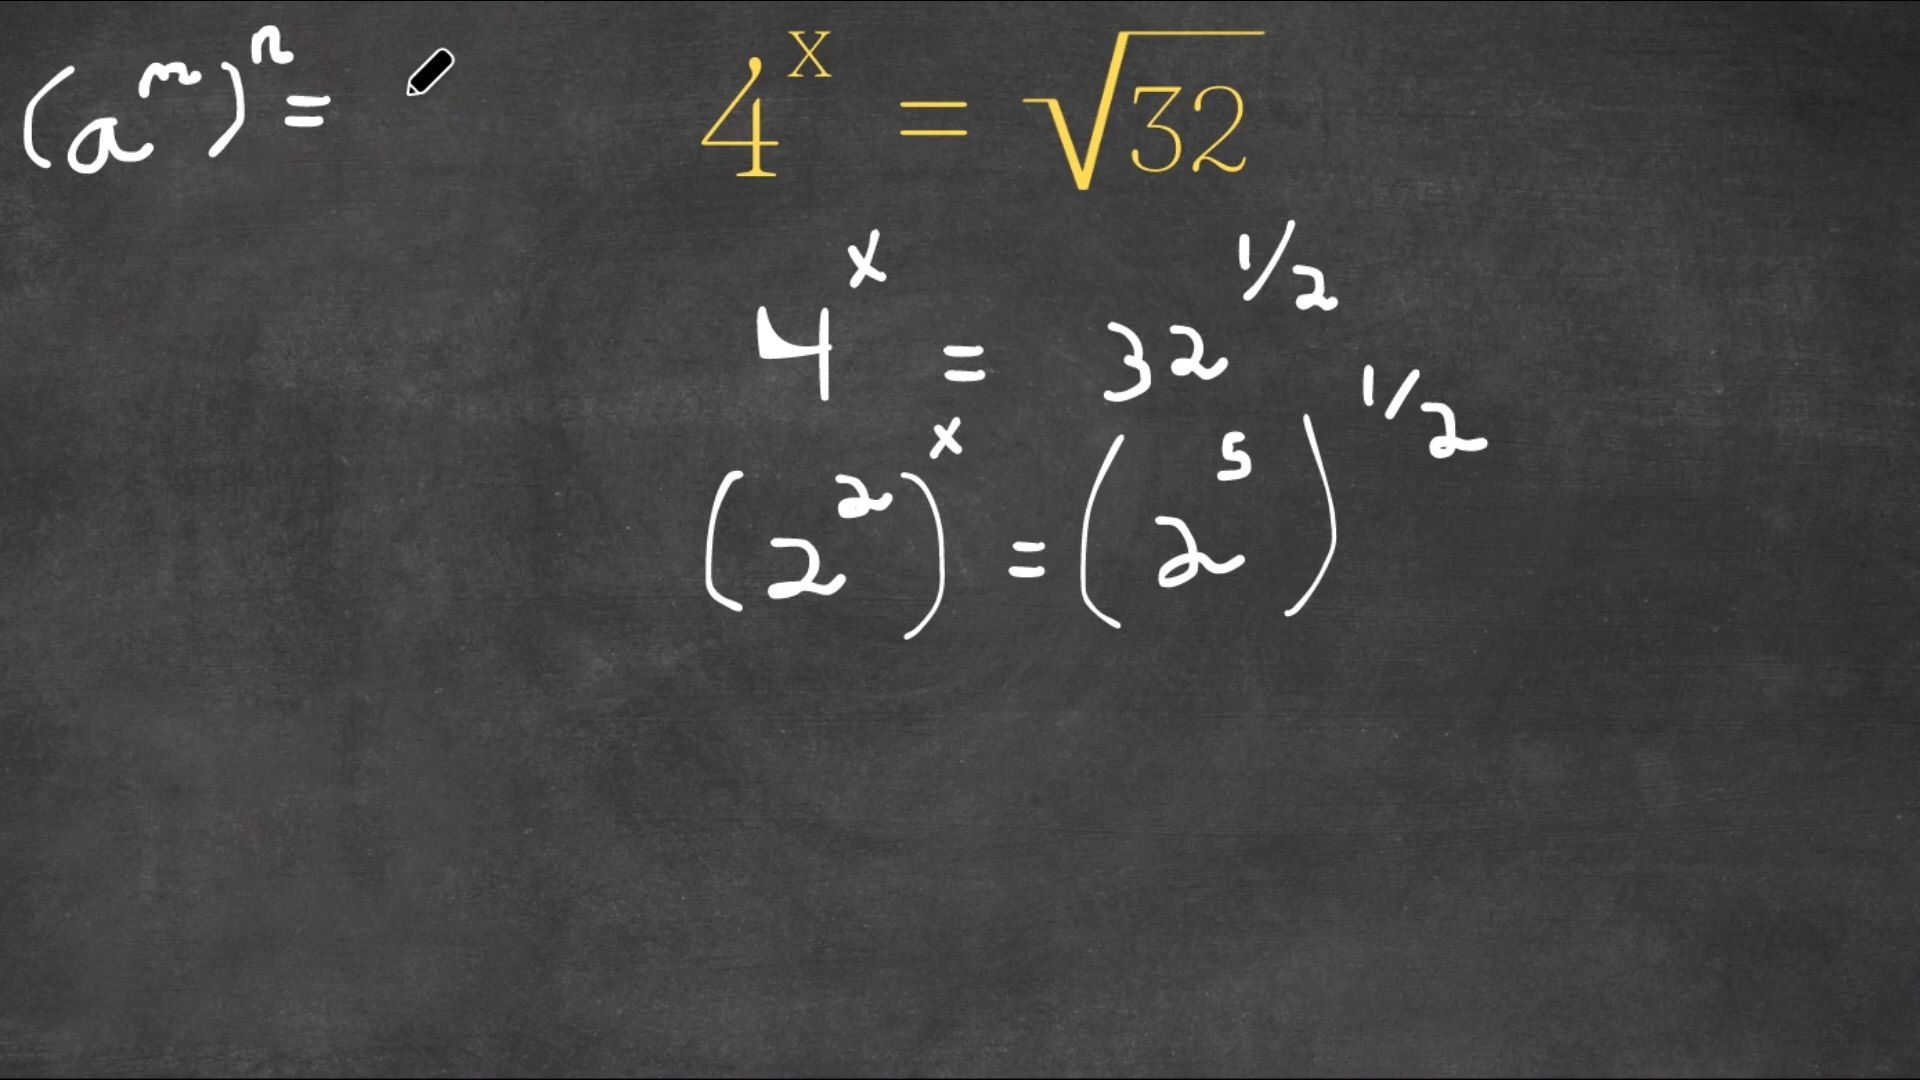 (a^m)^n =
4^x = √32
4^x = 32^1/2
(2^2)^x = (2^5)^1/2